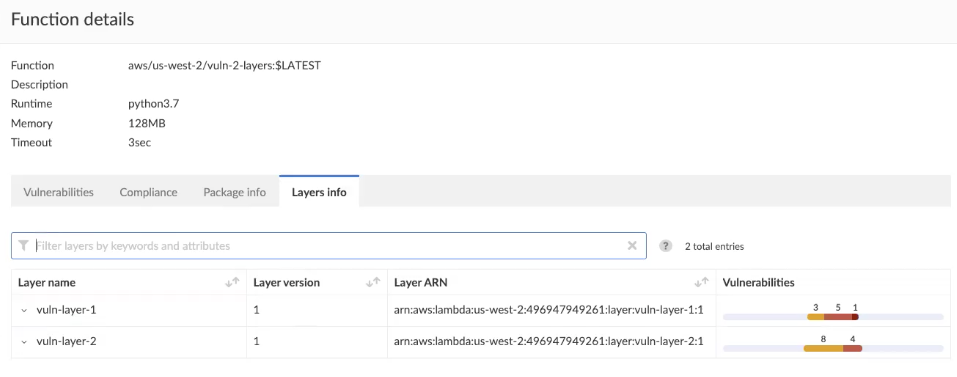 Function details
Function aws/us-west-2/vuln-2-layers:$LATEST
Description
Runtime python3.7
Memory 128MB
Timeout 3sec
Vulnerabilities Compliance Package info Layers info
Filter layers by keywords and attributes ? 2 total entries
Layer name Layer version Layer ARN Vulnerabilities
vuln-layer-1 1 arn:aws:lambda:us-west-2:496947949261:layer:vuln-layer-1:1 3 5 1
vuln-layer-2 1 arn:aws:lambda:us-west-2:496947949261:layer:vuln-layer-2:1 8 4